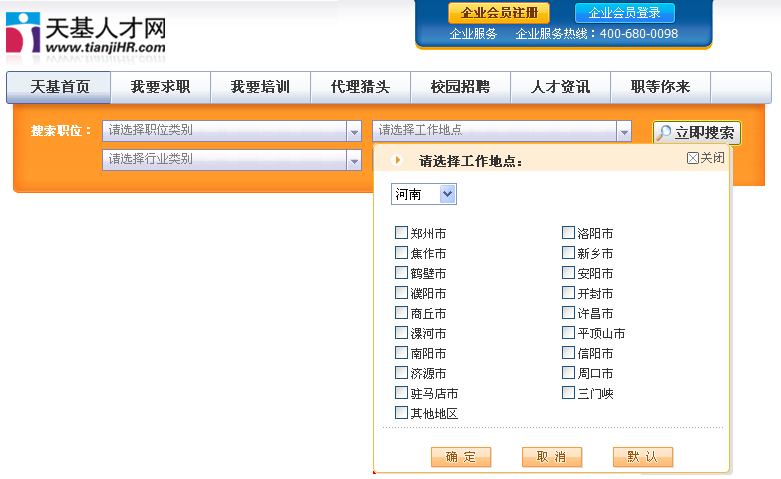 天基人才网
www.tianjiHR.com
企业会员注册 企业会员登录
企业服务 企业服务热线：400-680-0098
天基首页 我要求职 我要培训 代理猎头 校园招聘 人才资讯 职等你来
搜索职位： 请选择职位类别 请选择工作地点 立即搜索
请选择行业类别
请选择工作地点： 关闭
河南
郑州市 洛阳市
焦作市 新乡市
鹤壁市 安阳市
濮阳市 开封市
商丘市 许昌市
漯河市 平顶山市
南阳市 信阳市
济源市 周口市
驻马店市 三门峡
其他地区
确 定 取 消 默 认